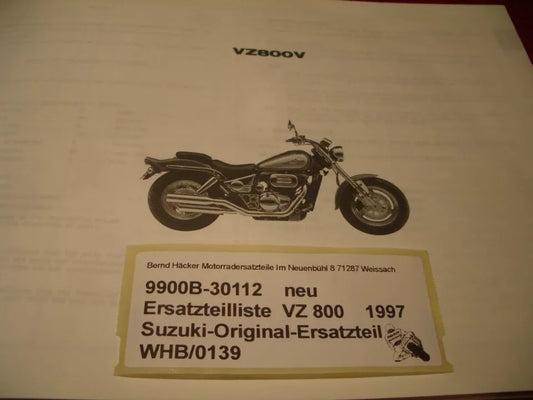 VZ800V
Bernd Häcker Motorradersatzteile Im Neuenbühl 8 71287 Weissach
9900B-30112 neu
Ersatzteilliste VZ 800 1997
Suzuki-Original-Ersatzteil
WHB/0139